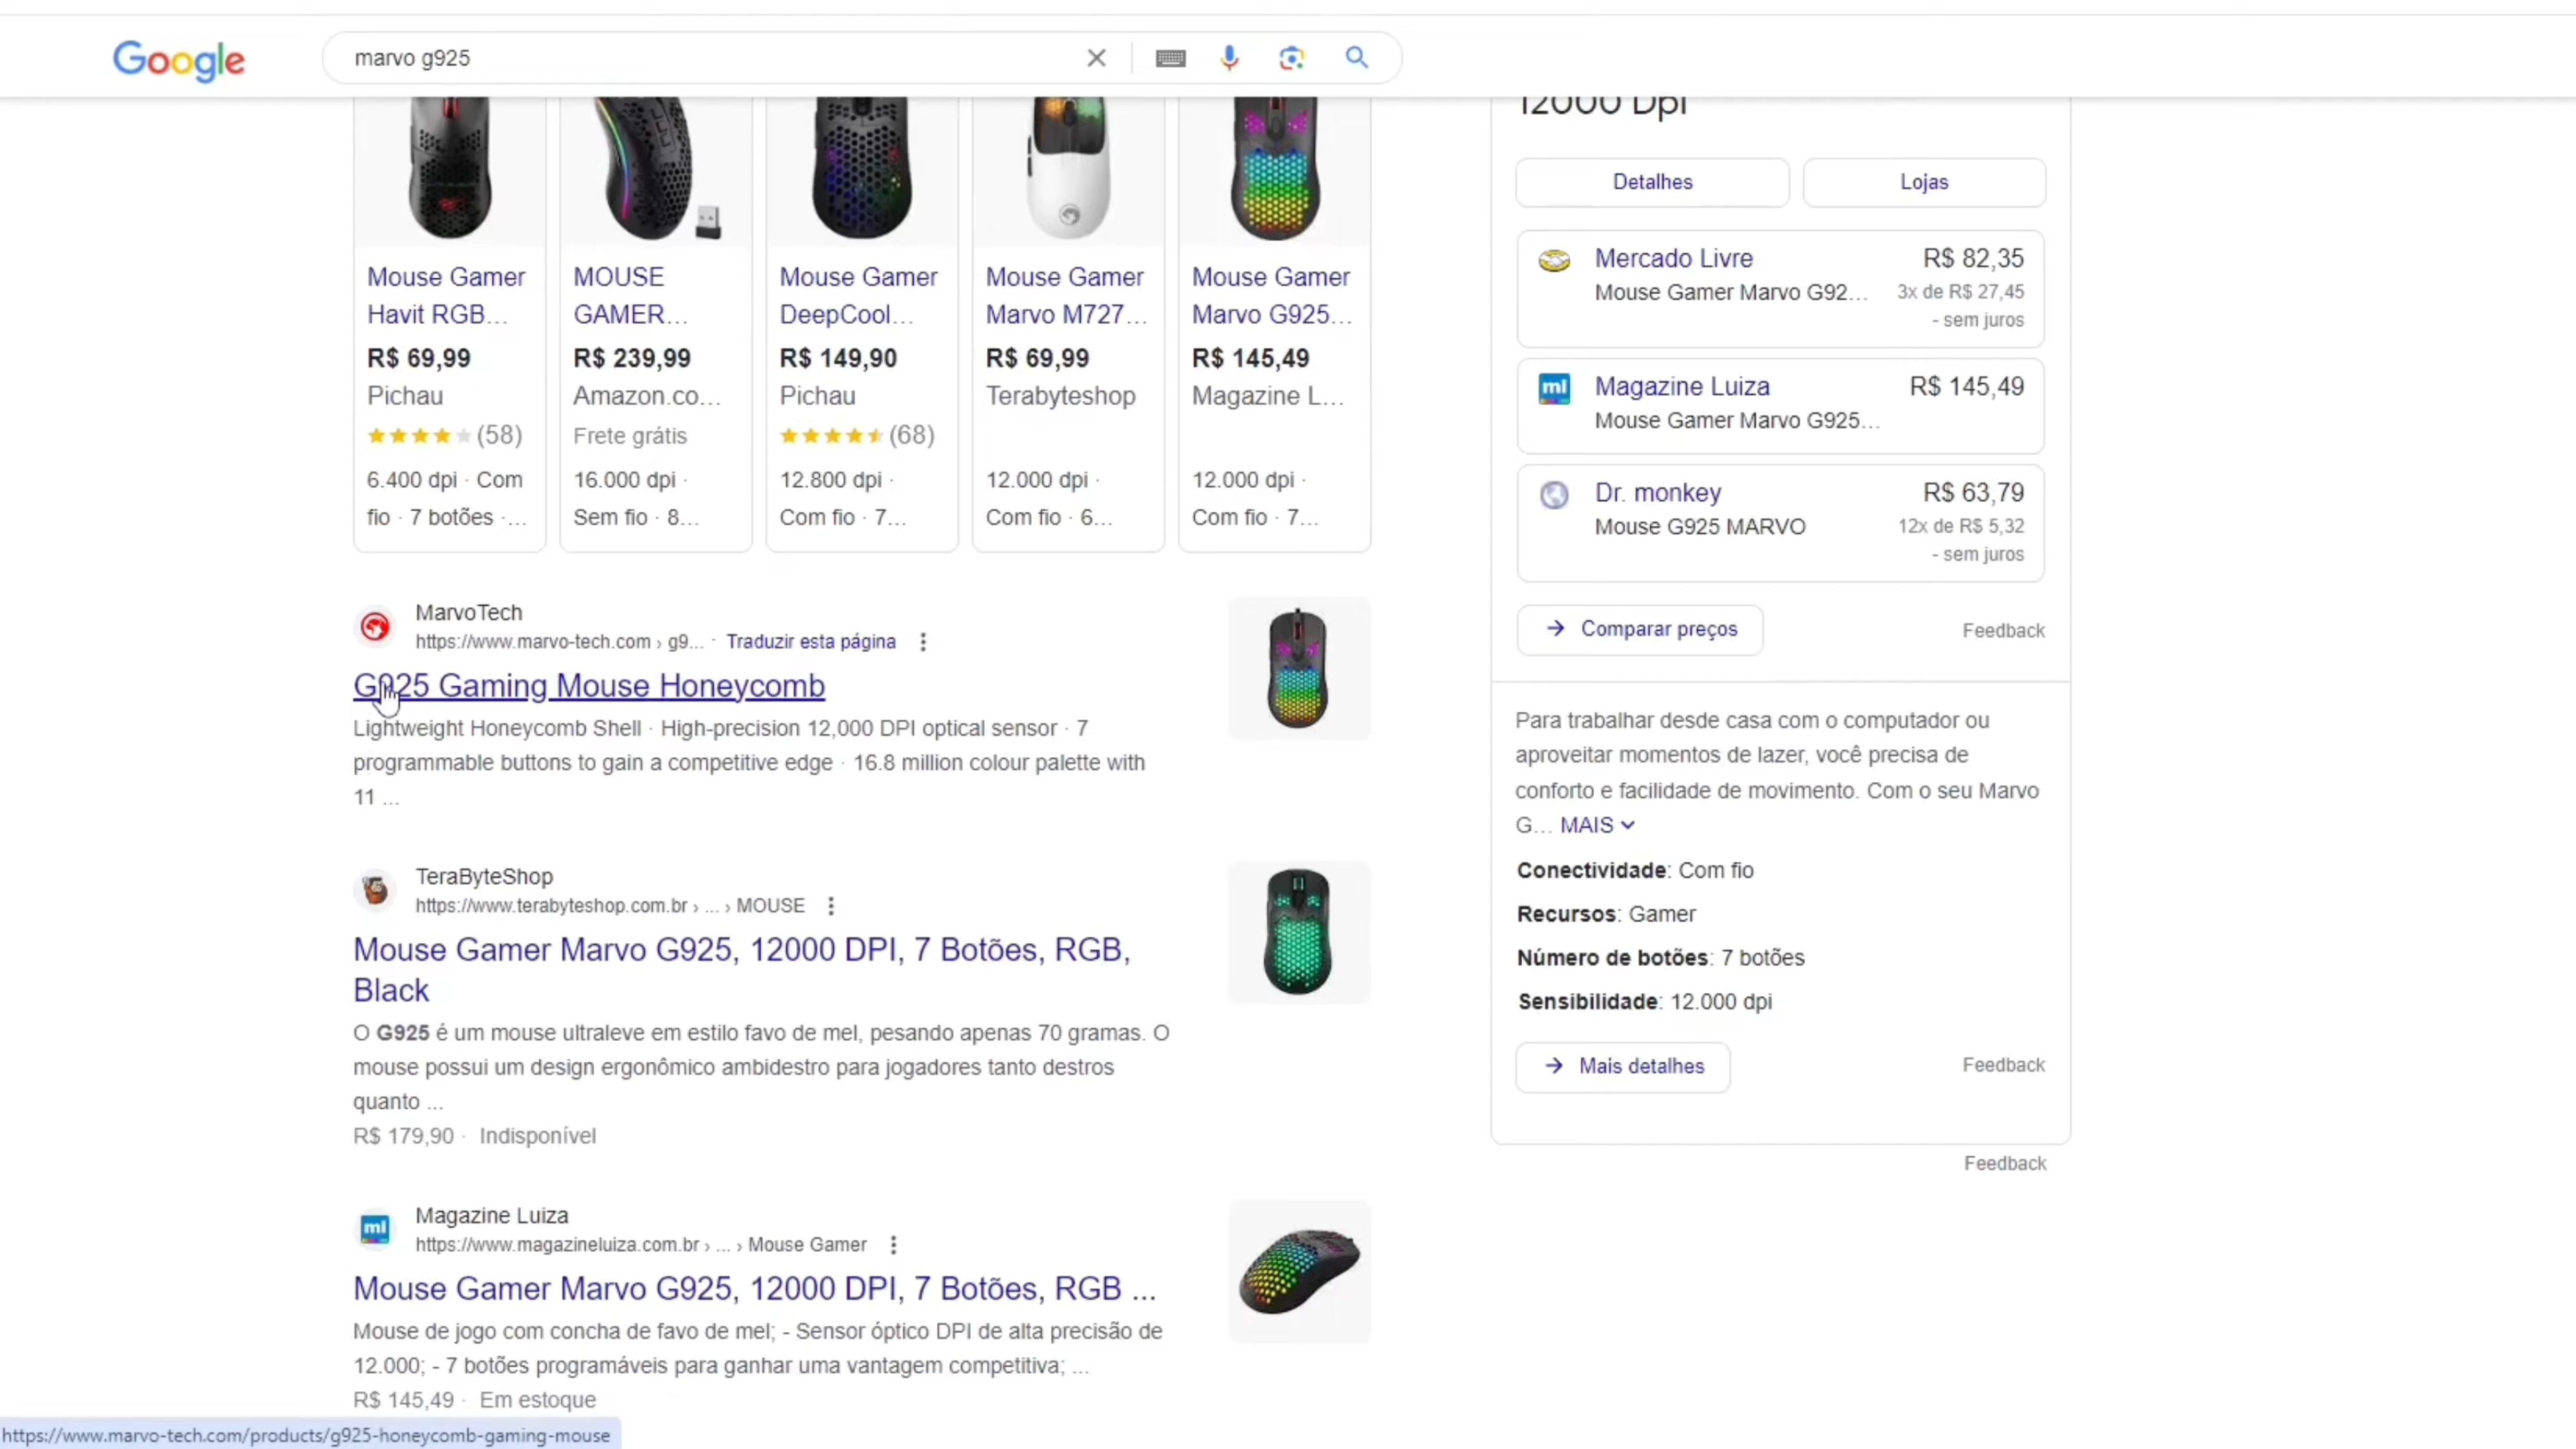 Google
marvo g925
Mouse Gamer
Havit RGB...
R$ 69,99
Pichau
(58)
6.400 dpi · Com
fio · 7 botões ·...
MOUSE
GAMER...
R$ 239,99
Amazon.co...
Frete grátis
16.000 dpi ·
Sem fio · 8...
Mouse Gamer
DeepCool...
R$ 149,90
Pichau
(68)
12.800 dpi ·
Com fio · 7...
Mouse Gamer
Marvo M727...
R$ 69,99
Terabyteshop
12.000 dpi ·
Com fio · 6...
Mouse Gamer
Marvo G925...
R$ 145,49
Magazine L...
12.000 dpi ·
Com fio · 7...
MarvoTech
https://www.marvo-tech.com › g9... · Traduzir esta página
G925 Gaming Mouse Honeycomb
Lightweight Honeycomb Shell · High-precision 12,000 DPI optical sensor · 7
programmable buttons to gain a competitive edge · 16.8 million colour palette with
11 ...
TeraByteShop
https://www.terabyteshop.com.br › ... › MOUSE
Mouse Gamer Marvo G925, 12000 DPI, 7 Botões, RGB,
Black
O G925 é um mouse ultraleve em estilo favo de mel, pesando apenas 70 gramas. O
mouse possui um design ergonômico ambidestro para jogadores tanto destros
quanto ...
R$ 179,90 · Indisponível
Magazine Luiza
https://www.magazineluiza.com.br › ... › Mouse Gamer
Mouse Gamer Marvo G925, 12000 DPI, 7 Botões, RGB ...
Mouse de jogo com concha de favo de mel; - Sensor óptico DPI de alta precisão de
12.000; - 7 botões programáveis para ganhar uma vantagem competitiva; ...
R$ 145,49 · Em estoque
12000 Dpi
Detalhes
Lojas
Mercado Livre R$ 82,35
Mouse Gamer Marvo G92... 3x de R$ 27,45
- sem juros
ml
Magazine Luiza R$ 145,49
Mouse Gamer Marvo G925...
Dr. monkey R$ 63,79
Mouse G925 MARVO 12x de R$ 5,32
- sem juros
Comparar preços
Feedback
Para trabalhar desde casa com o computador ou
aproveitar momentos de lazer, você precisa de
conforto e facilidade de movimento. Com o seu Marvo
G... MAIS
Conectividade: Com fio
Recursos: Gamer
Número de botões: 7 botões
Sensibilidade: 12.000 dpi
Mais detalhes
Feedback
Feedback
ml
https://www.marvo-tech.com/products/g925-honeycomb-gaming-mouse